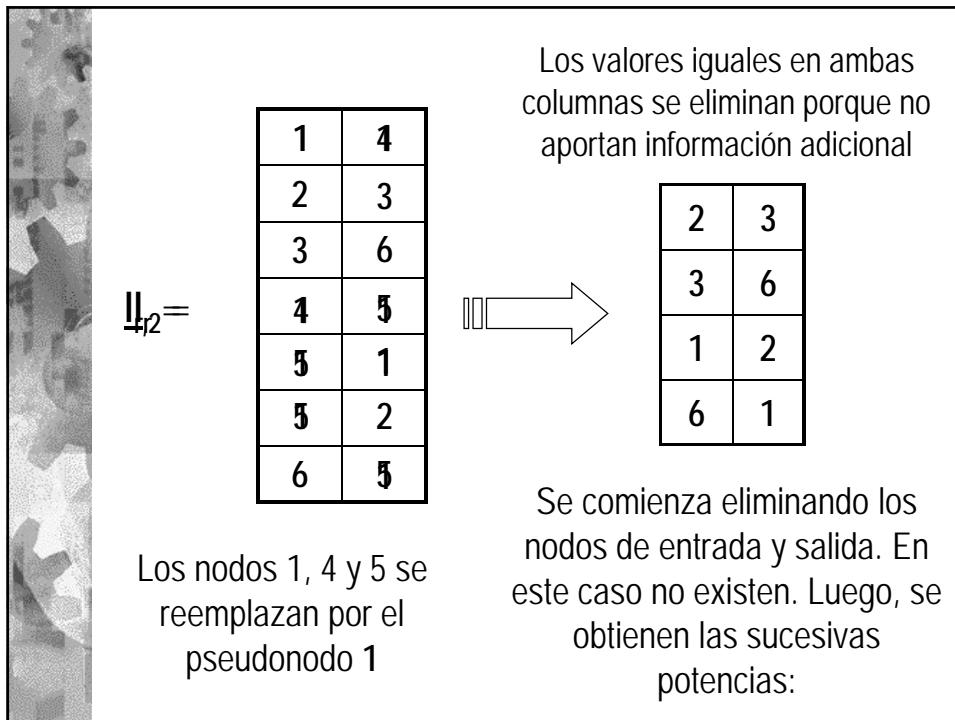 Los valores iguales en ambas
columnas se eliminan porque no
aportan información adicional
1 4
2 3
3 6
4 5
5 1
5 2
6 5
2 3
3 6
1 2
6 1
Los nodos 1, 4 y 5 se
reemplazan por el
pseudonodo 1
Se comienza eliminando los
nodos de entrada y salida. En
este caso no existen. Luego, se
obtienen las sucesivas
potencias: